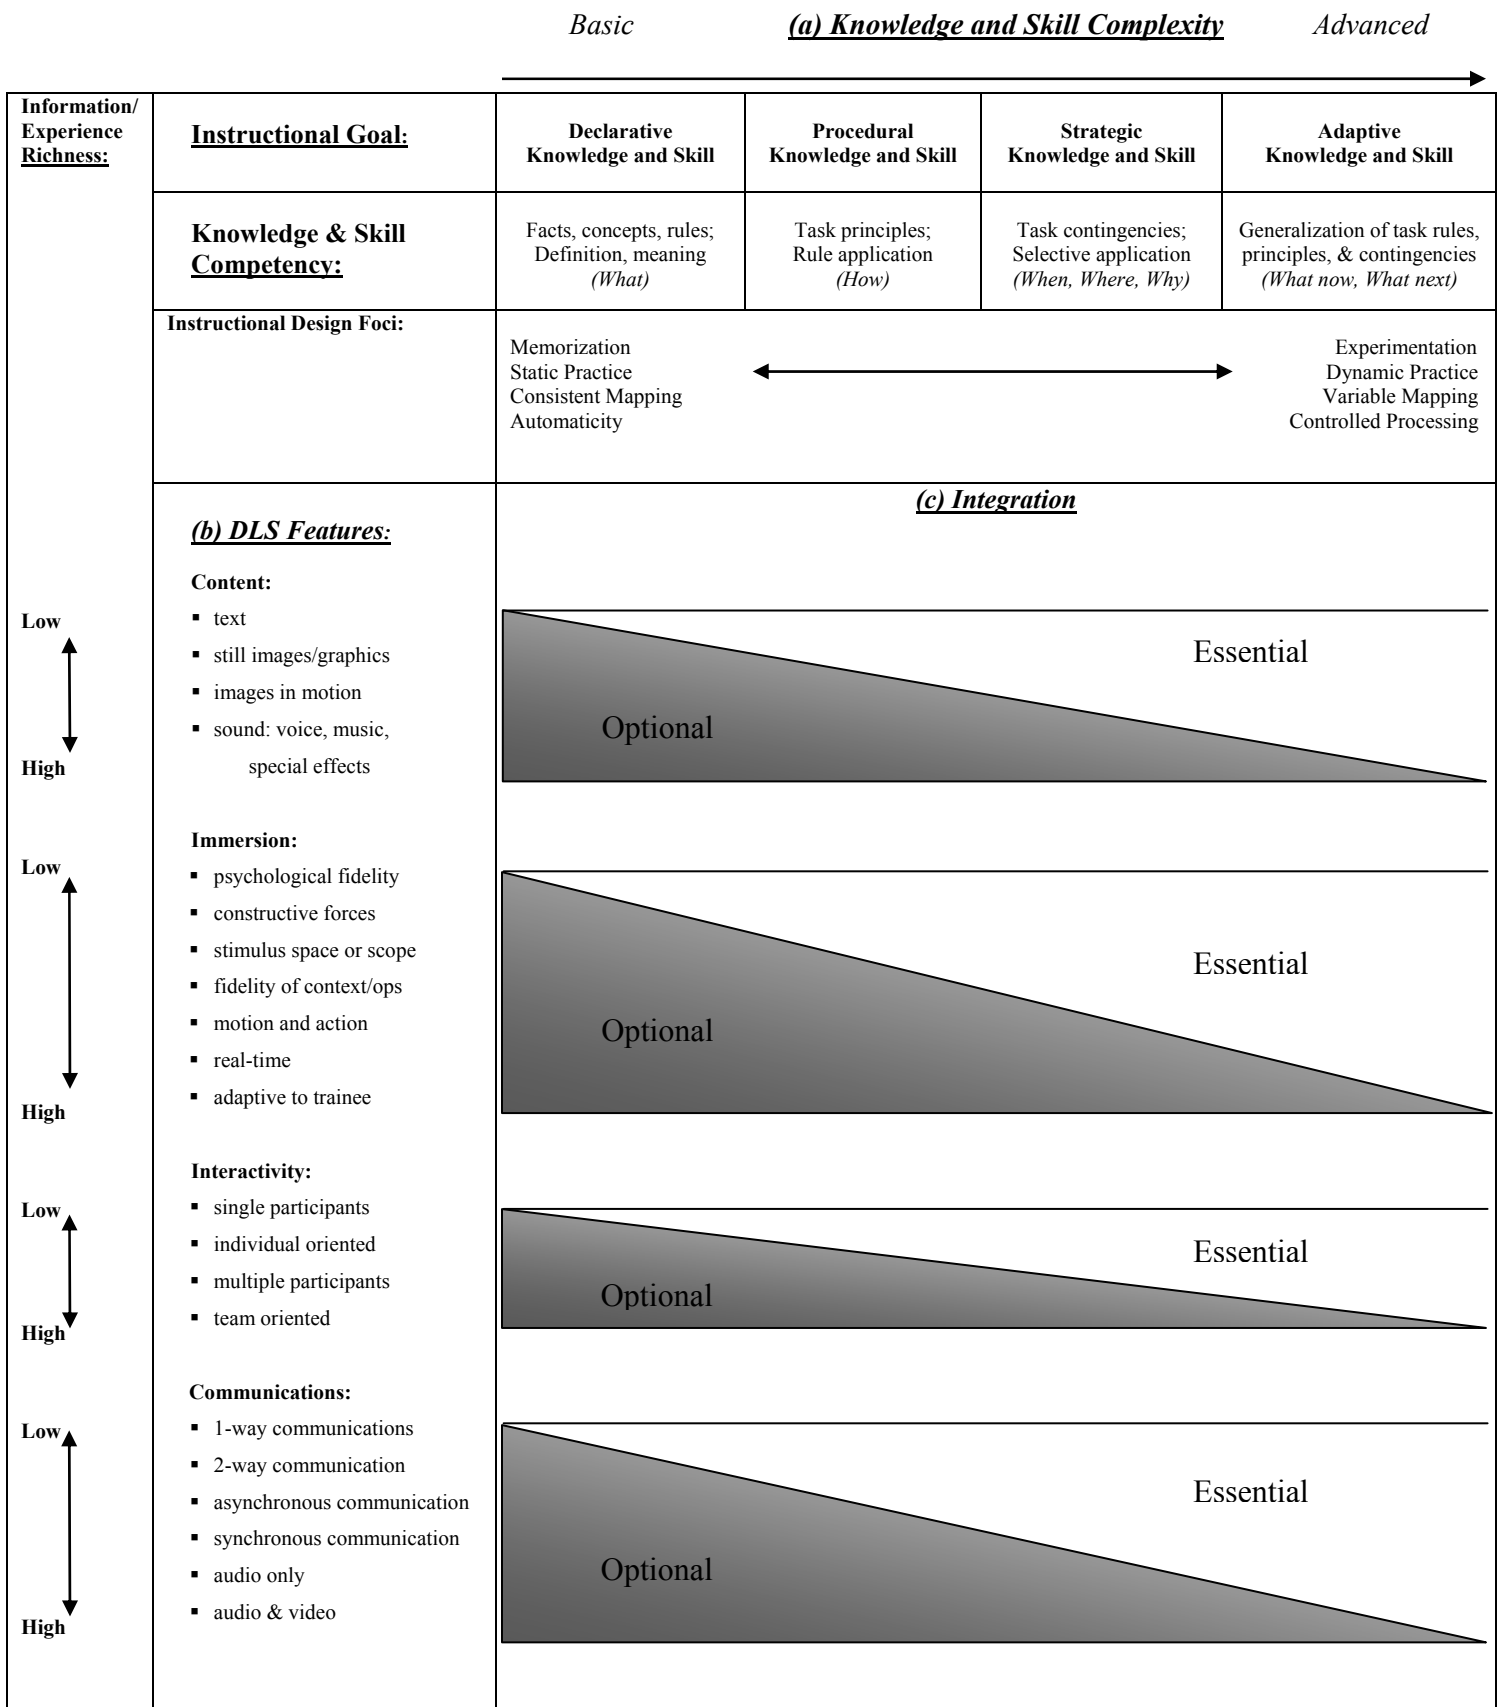 Basic (a) Knowledge and Skill Complexity Advanced
Information/
Experience
Richness:
Instructional Goal:
Declarative
Knowledge and Skill
Procedural
Knowledge and Skill
Strategic
Knowledge and Skill
Adaptive
Knowledge and Skill
Knowledge & Skill
Competency:
Facts, concepts, rules;
Definition, meaning
(What)
Task principles;
Rule application
(How)
Task contingencies;
Selective application
(When, Where, Why)
Generalization of task rules,
principles, & contingencies
(What now, What next)
Instructional Design Foci:
Memorization
Static Practice
Consistent Mapping
Automaticity
Experimentation
Dynamic Practice
Variable Mapping
Controlled Processing
(b) DLS Features:
(c) Integration
Content:
▪ text
▪ still images/graphics
▪ images in motion
▪ sound: voice, music,
special effects
Low
High
Essential
Optional
Immersion:
▪ psychological fidelity
▪ constructive forces
▪ stimulus space or scope
▪ fidelity of context/ops
▪ motion and action
▪ real-time
▪ adaptive to trainee
Low
High
Essential
Optional
Interactivity:
▪ single participants
▪ individual oriented
▪ multiple participants
▪ team oriented
Low
High
Essential
Optional
Communications:
▪ 1-way communications
▪ 2-way communication
▪ asynchronous communication
▪ synchronous communication
▪ audio only
▪ audio & video
Low
High
Essential
Optional